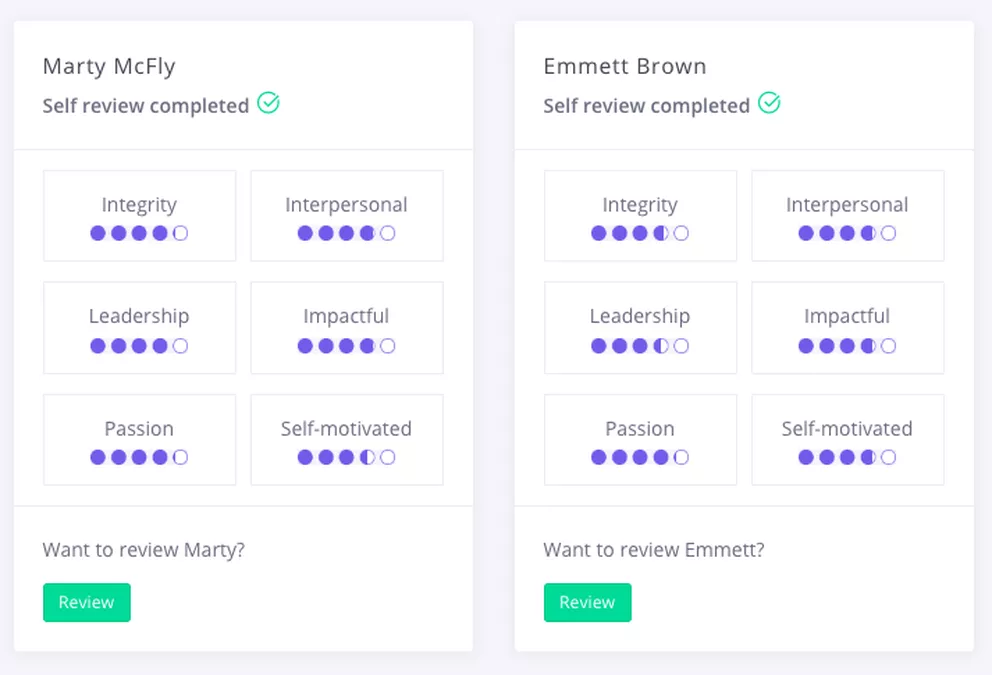 Marty McFly
Self review completed
Integrity
Interpersonal
Leadership
Impactful
Passion
Self-motivated
Want to review Marty?
Review
Emmett Brown
Self review completed
Integrity
Interpersonal
Leadership
Impactful
Passion
Self-motivated
Want to review Emmett?
Review